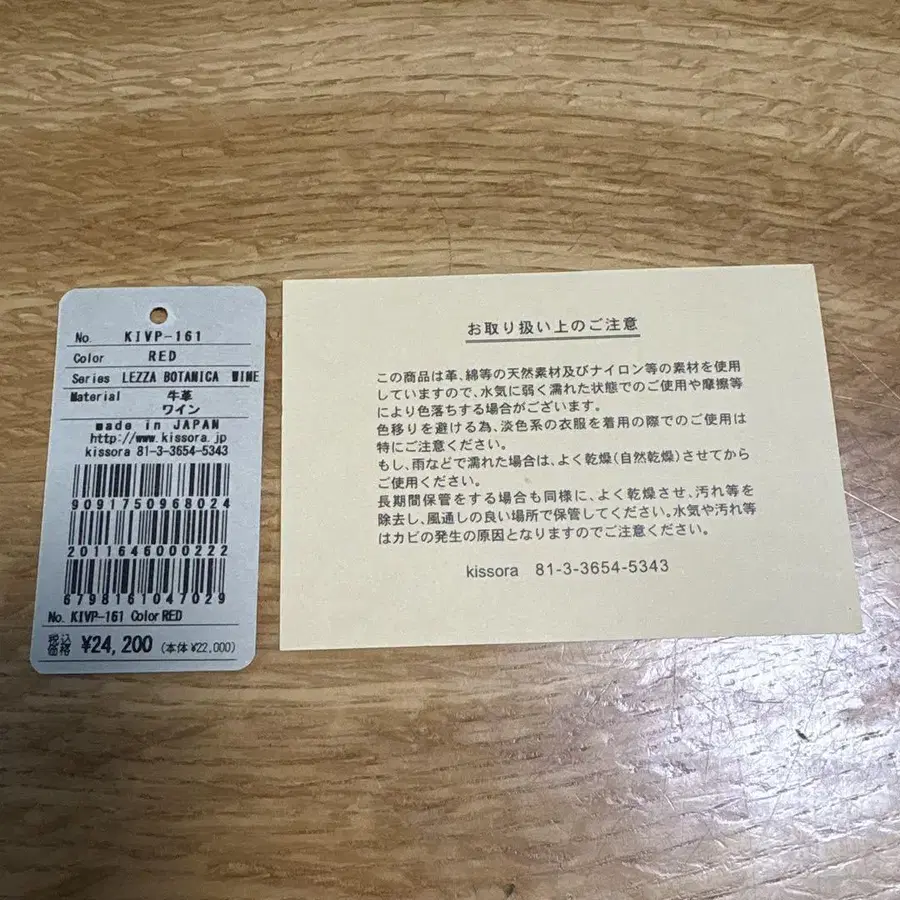 No. KIVP-161
Color RED
Series LEZZA BOTANICA WINE
Material 牛革
ワイン
made in JAPAN
http://www.kissora.jp
kissora 81-3-3654-5343
9091750968024
2011646000222
6798161047029
No. KIVP-161 Color RED
税込価格 ¥24,200 (本体¥22,000)
お取り扱い上のご注意
この商品は革、綿等の天然素材及びナイロン等の素材を使用
していますので、水気に弱く濡れた状態でのご使用や摩擦等
により色落ちする場合がございます。
色移りを避ける為、淡色系の衣服を着用の際でのご使用は
特にご注意ください。
もし、雨などで濡れた場合は、よく乾燥(自然乾燥)させてから
ご使用ください。
長期間保管をする場合も同様に、よく乾燥させ、汚れ等を
除去し、風通しの良い場所で保管してください。水気や汚れ等
はカビの発生の原因となりますのでご注意ください。
kissora 81-3-3654-5343